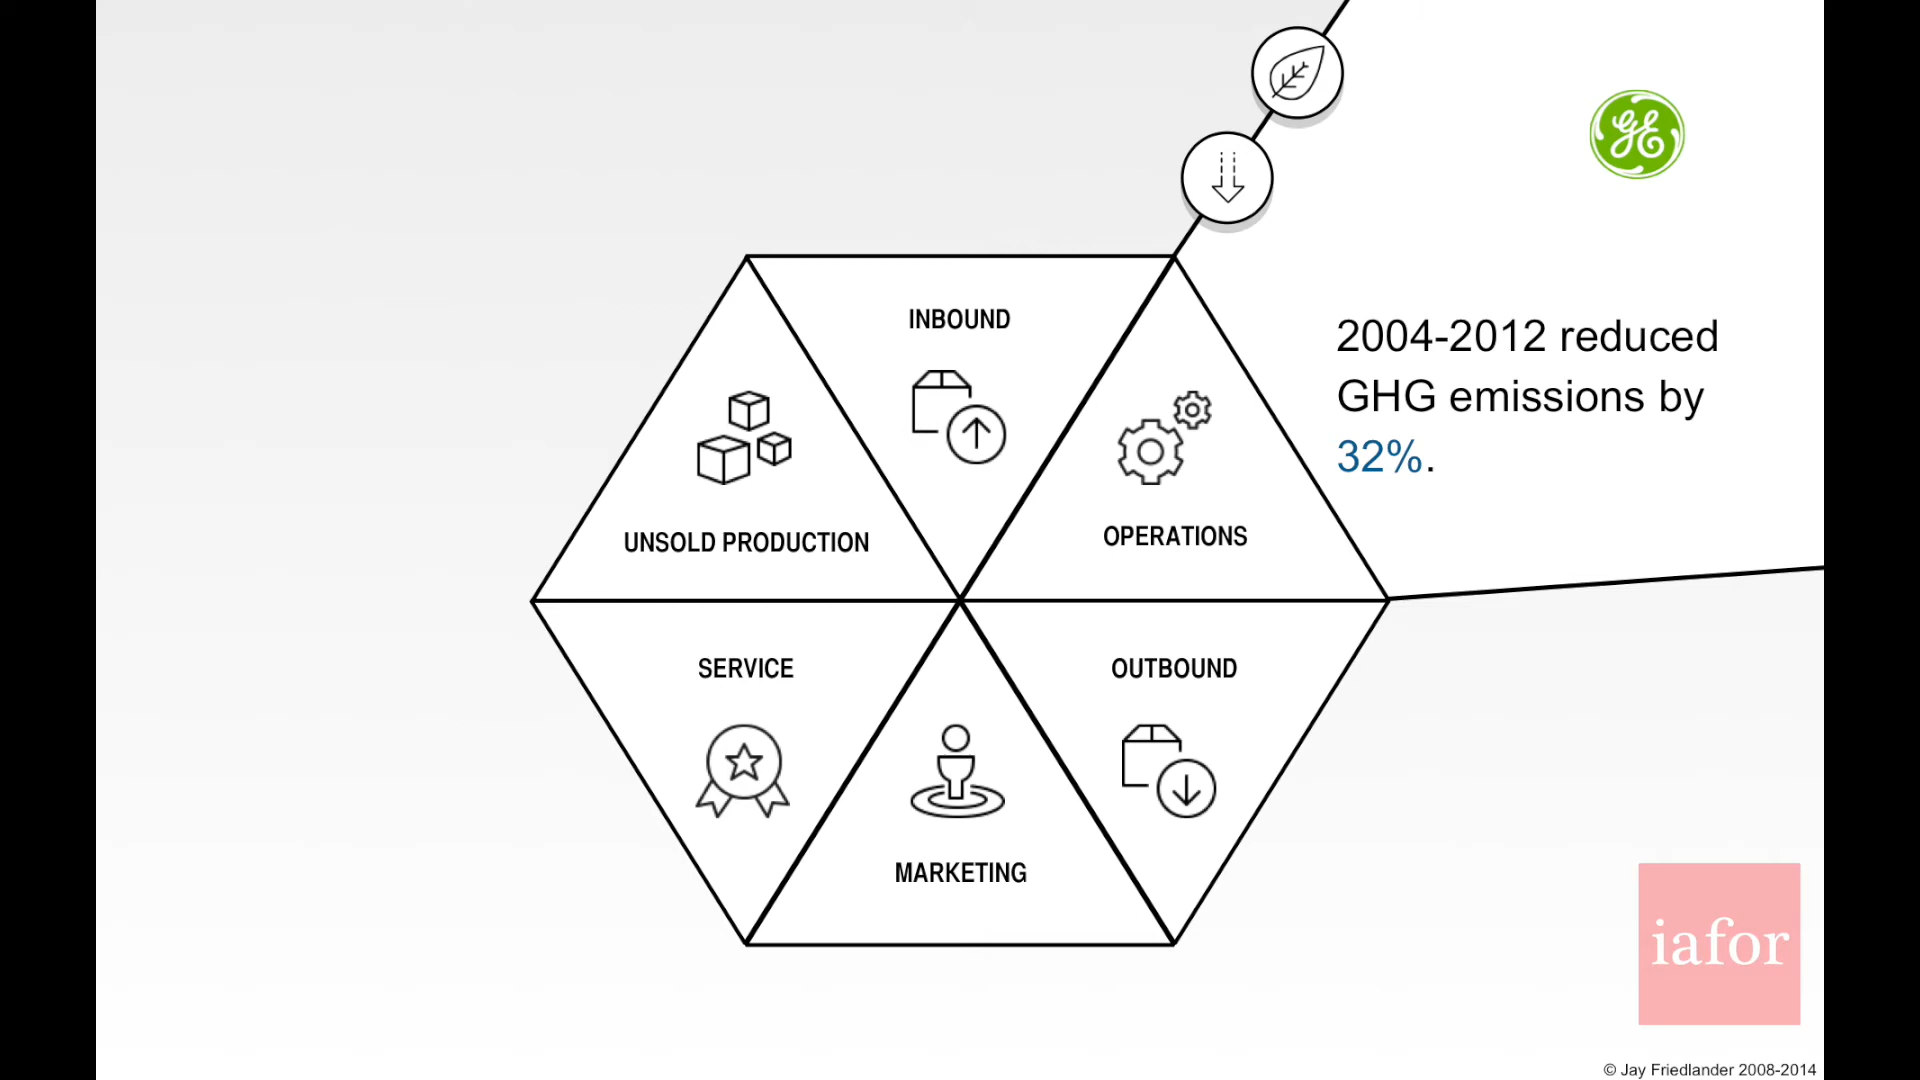 GE
INBOUND
2004-2012 reduced
GHG emissions by
32%.
UNSOLD PRODUCTION
OPERATIONS
SERVICE
OUTBOUND
MARKETING
iafor
© Jay Friedlander 2008-2014